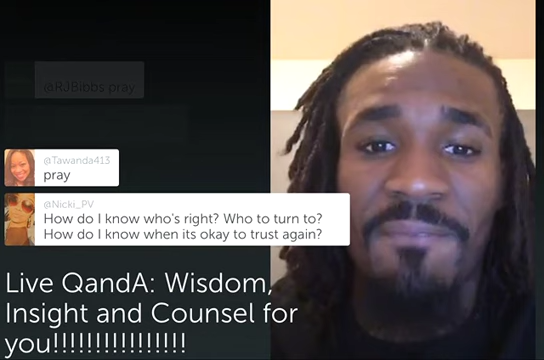 @RJBibbs pray
@Tawanda413
pray
@Nicki_PV
How do I know who's right? Who to turn to?
How do I know when its okay to trust again?
Live QandA: Wisdom,
Insight and Counsel for
you!!!!!!!!!!!!!!!!